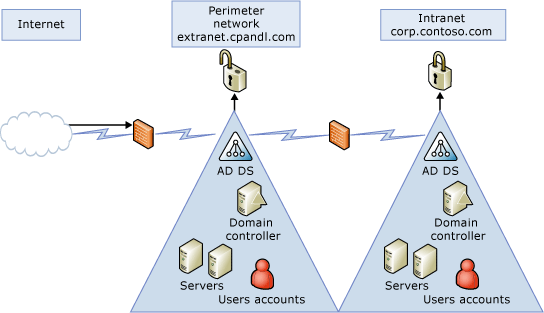 Internet
Perimeter
network
extranet.cpandl.com
Intranet
corp.contoso.com
AD DS
Domain
controller
Servers
Users accounts
AD DS
Domain
controller
Servers
Users accounts